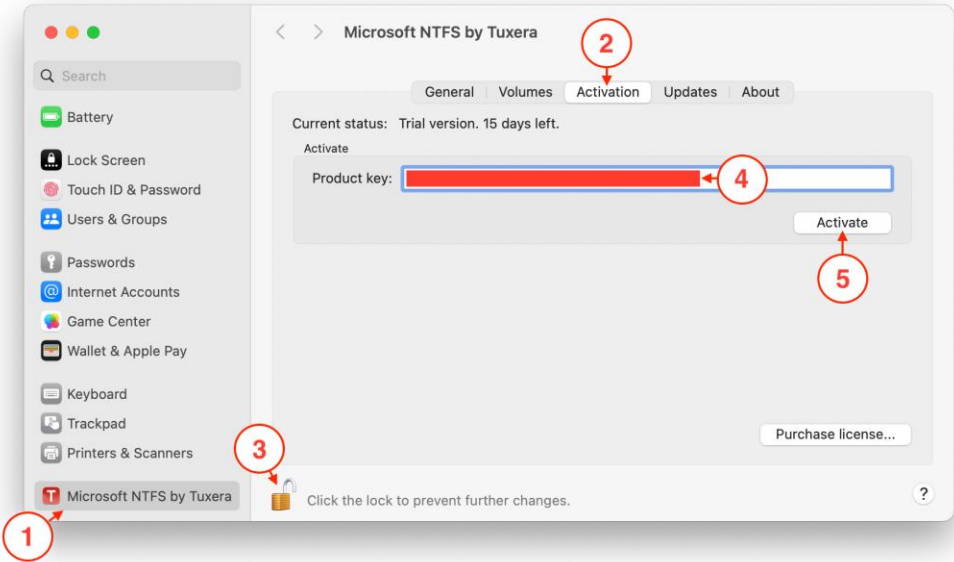 Microsoft NTFS by Tuxera
2
Search
General Volumes Activation Updates About
Battery
Current status: Trial version. 15 days left.
Activate
Lock Screen
Product key:
4
Touch ID & Password
Users & Groups
Activate
Passwords
5
Internet Accounts
Game Center
Wallet & Apple Pay
Keyboard
Trackpad
Purchase license...
Printers & Scanners
3
Microsoft NTFS by Tuxera
Click the lock to prevent further changes.
?
1